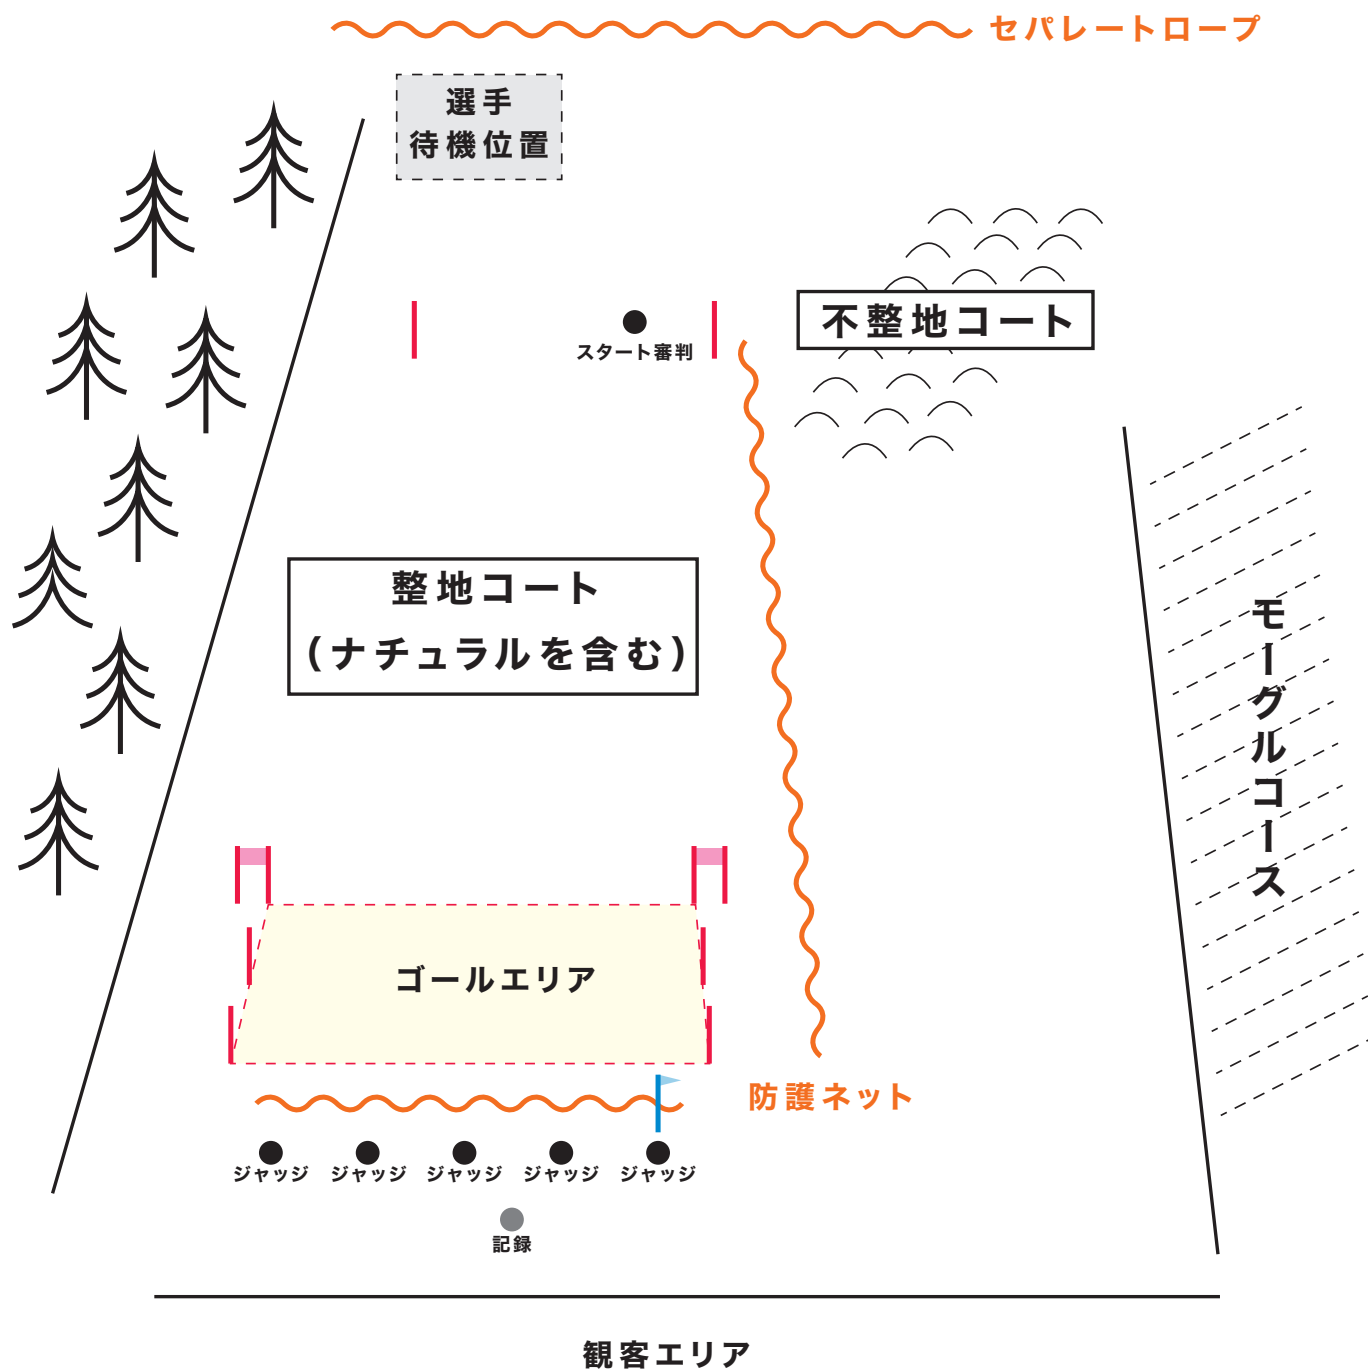 セパレートロープ
選手
待機位置
不整地コート
スタート審判
整地コート
(ナチュラルを含む)
モーグルコース
ゴールエリア
防護ネット
ジャッジ
ジャッジ
ジャッジ
ジャッジ
ジャッジ
記録
観客エリア